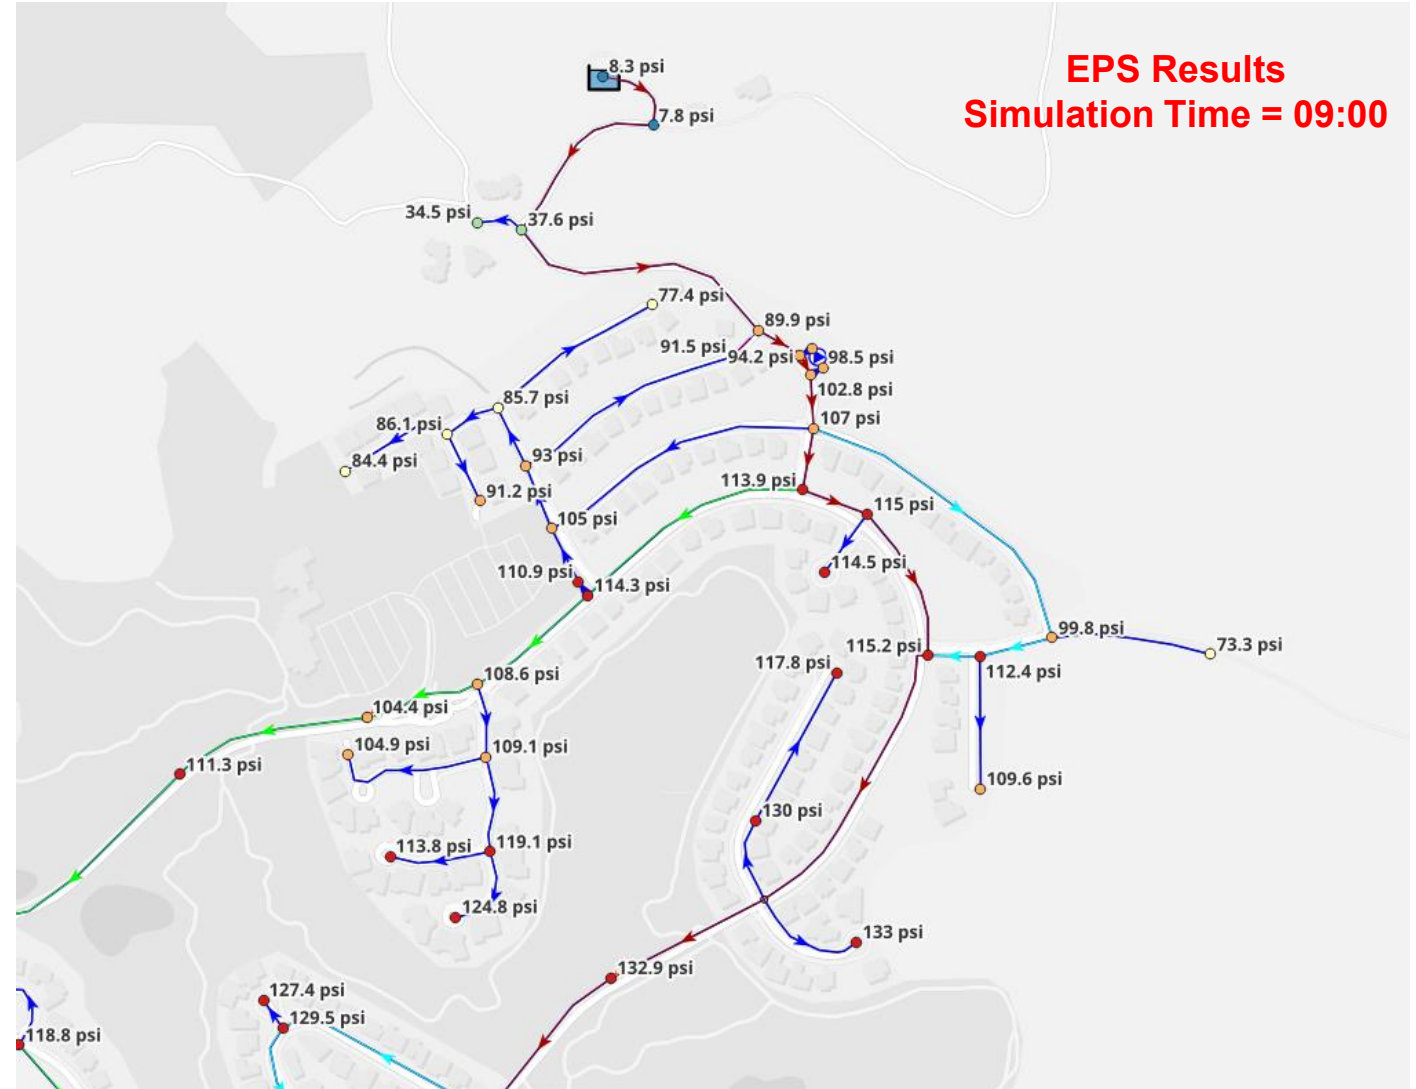 EPS Results
Simulation Time = 09:00
8.3 psi
7.8 psi
34.5 psi
37.6 psi
77.4 psi
89.9 psi
91.5 psi
94.2 psi
98.5 psi
102.8 psi
85.7 psi
107 psi
86.1 psi
93 psi
84.4 psi
91.2 psi
113.9 psi
115 psi
105 psi
114.5 psi
110.9 psi
114.3 psi
99.8 psi
115.2 psi
73.3 psi
117.8 psi
112.4 psi
108.6 psi
104.4 psi
104.9 psi
109.1 psi
111.3 psi
109.6 psi
130 psi
113.8 psi
119.1 psi
124.8 psi
133 psi
132.9 psi
127.4 psi
129.5 psi
118.8 psi